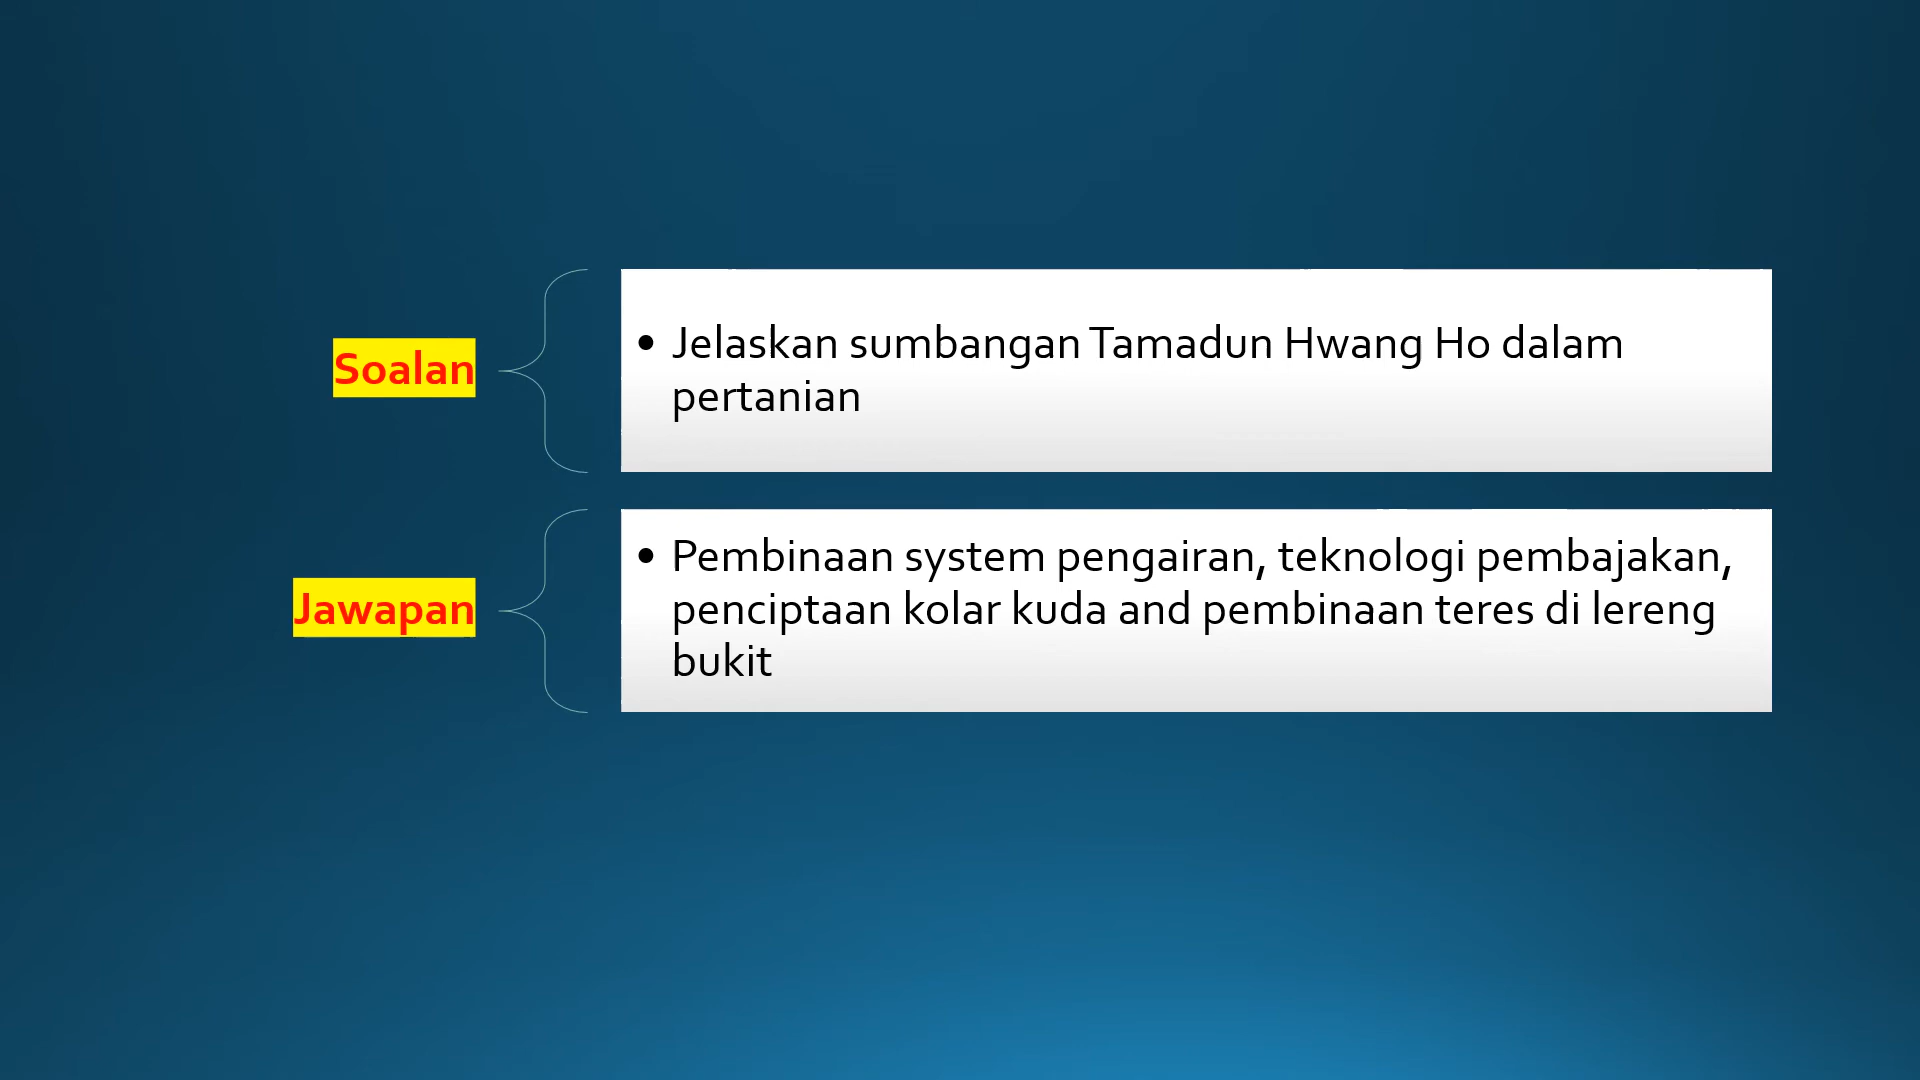 Soalan
• Jelaskan sumbangan Tamadun Hwang Ho dalam
pertanian
Jawapan
• Pembinaan system pengairan, teknologi pembajakan,
penciptaan kolar kuda and pembinaan teres di lereng
bukit